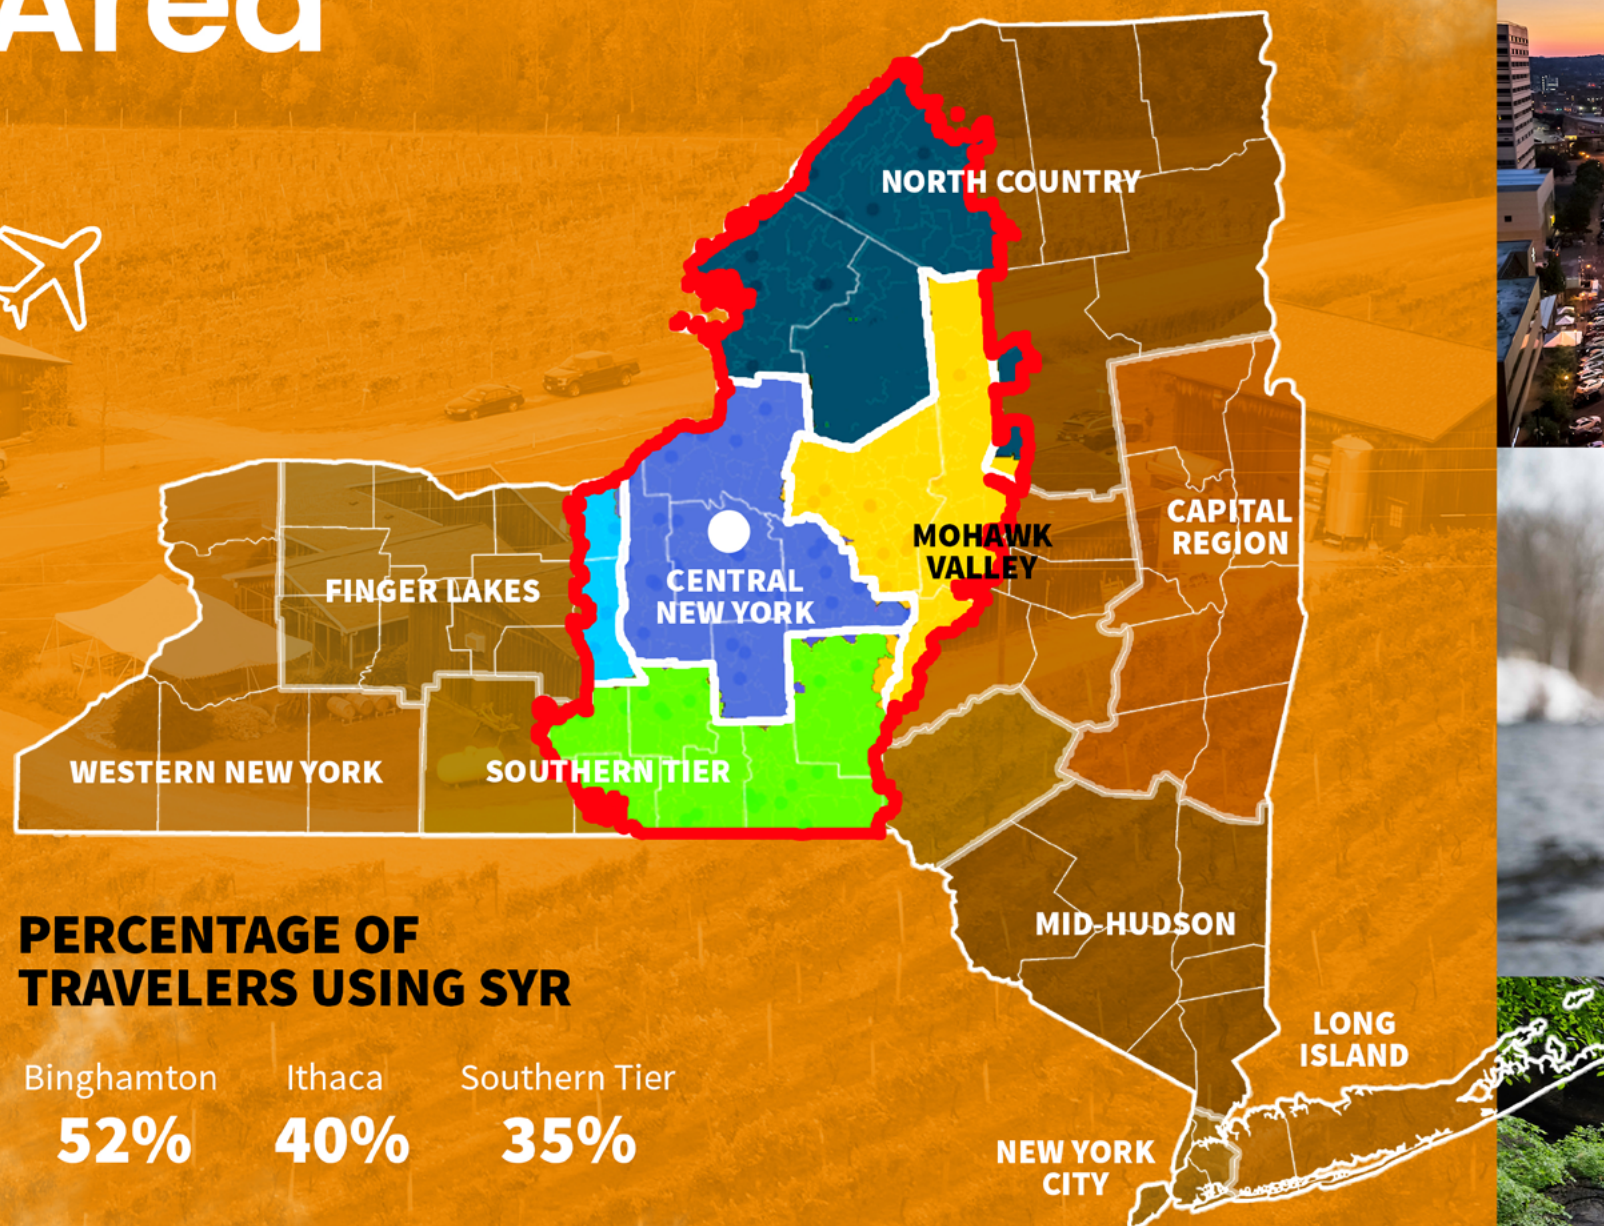 Area
NORTH COUNTRY
MOHAWK
VALLEY
CAPITAL
REGION
FINGER LAKES
CENTRAL
NEW YORK
WESTERN NEW YORK
SOUTHERN TIER
MID-HUDSON
LONG
ISLAND
NEW YORK
CITY
PERCENTAGE OF
TRAVELERS USING SYR
Binghamton Ithaca Southern Tier
52% 40% 35%